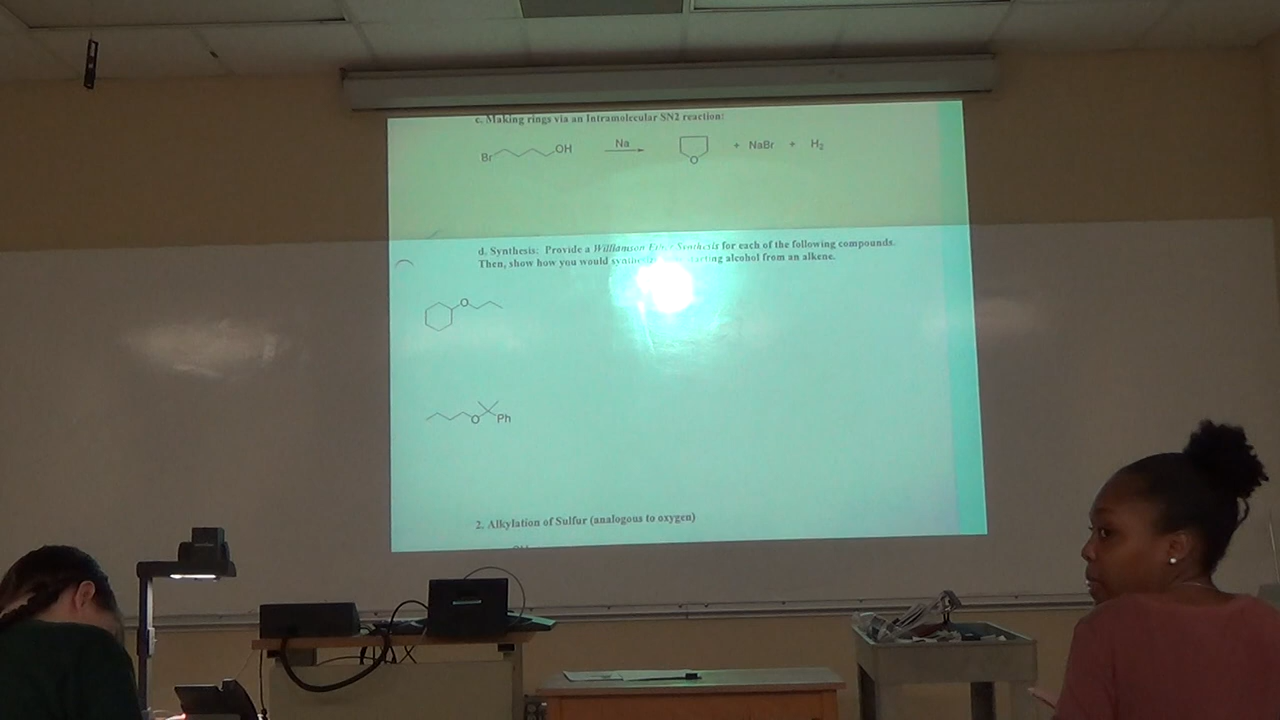 c. Making rings via an Intramolecular SN2 reaction:
Br OH Na O + NaBr + H₂
d. Synthesis: Provide a Williamson Ether Synthesis for each of the following compounds.
Then, show how you would starting alcohol from an alkene.
O
O Ph
2. Alkylation of Sulfur (analogous to oxygen)